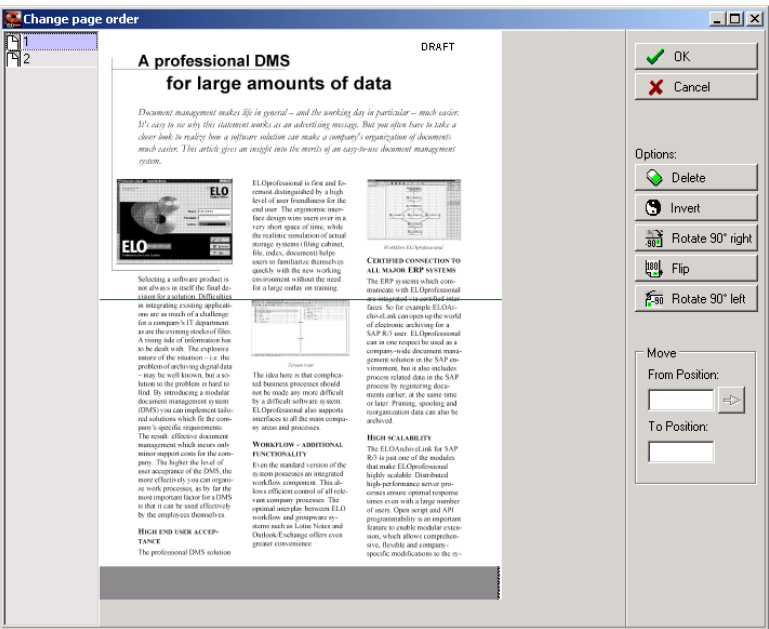 Change page order
1
2
DRAFT
A professional DMS
for large amounts of data
Document management makes life in general – and the working day in particular – much easier.
It's easy to see why this statement works as an advertising message. But you often have to take a
closer look to realize how a software solution can make a company's organization of documents
much easier. This article gives an insight into the merits of an easy-to-use document management
system.
ELO
ELO
Selecting a software product is
not always in itself the final de-
cision for a solution. Difficulties
in integrating existing applicati-
ons are as much of a challenge
for a company's IT department
as are the existing stocks of files.
A rising tide of information has
to be dealt with. The explosive
nature of the situation – i.e. the
problem of archiving digital data
– may be well known, but a so-
lution to the problem is hard to
find. By introducing a modular
document management system
(DMS) you can implement tailo-
red solutions which fit the com-
pany's specific requirements.
The result: effective document
management which incurs only
minor support costs for the com-
pany. The higher the level of
user acceptance of the DMS, the
more effectively you can organi-
ze work processes, as by far the
most important factor for a DMS
is that it can be used effectively
by the employees themselves.
HIGH END USER ACCEP-
TANCE
The professional DMS solution
ELOprofessional is first and fo-
remost distinguished by a high
level of user friendliness for the
end user. The ergonomic inter-
face design wins users over in a
very short space of time, while
the realistic simulation of actual
storage systems (filing cabinet,
file, index, document) helps
users to familiarize themselves
quickly with the new working
environment without the need
for a large outlay on training.
Screen view
The idea here is that complica-
ted business processes should
not be made any more difficult
by a difficult software system.
ELOprofessional also supports
interfaces to all the main compa-
ny areas and processes.
WORKFLOW - ADDITIONAL
FUNCTIONALITY
Even the standard version of the
system possesses an integrated
workflow component. This al-
lows efficient control of all rele-
vant company processes. The
optimal interplay between ELO
workflow and groupware sy-
stems such as Lotus Notes and
Outlook/Exchange offers even
greater convenience.
Workflow ELOprofessional
CERTIFIED CONNECTION TO
ALL MAJOR ERP SYSTEMS
The ERP systems which com-
municate with ELOprofessional
are integrated via certified inter-
faces. So for example ELOAr-
chiveLink can open up the world
of electronic archiving for a
SAP R/3 user. ELOprofessional
can in one respect be used as a
company-wide document mana-
gement solution in the SAP en-
vironment, but it also includes
process related data in the SAP
process by registering docu-
ments earlier, at the same time
or later. Printing, spooling and
reorganization data can also be
archived.
HIGH SCALABILITY
The ELOArchiveLink for SAP
R/3 is just one of the modules
that make ELOprofessional
highly scalable. Distributed
high-performance server pro-
cesses ensure optimal response
times even with a large number
of users. Open script and API
programmability is an important
feature to enable modular exten-
sion, which allows comprehen-
sive, flexible and company-
specific modifications to the sy-
OK
Cancel
Options:
Delete
Invert
-90
Rotate 90° right
180
Flip
90
Rotate 90° left
Move
From Position:
To Position: